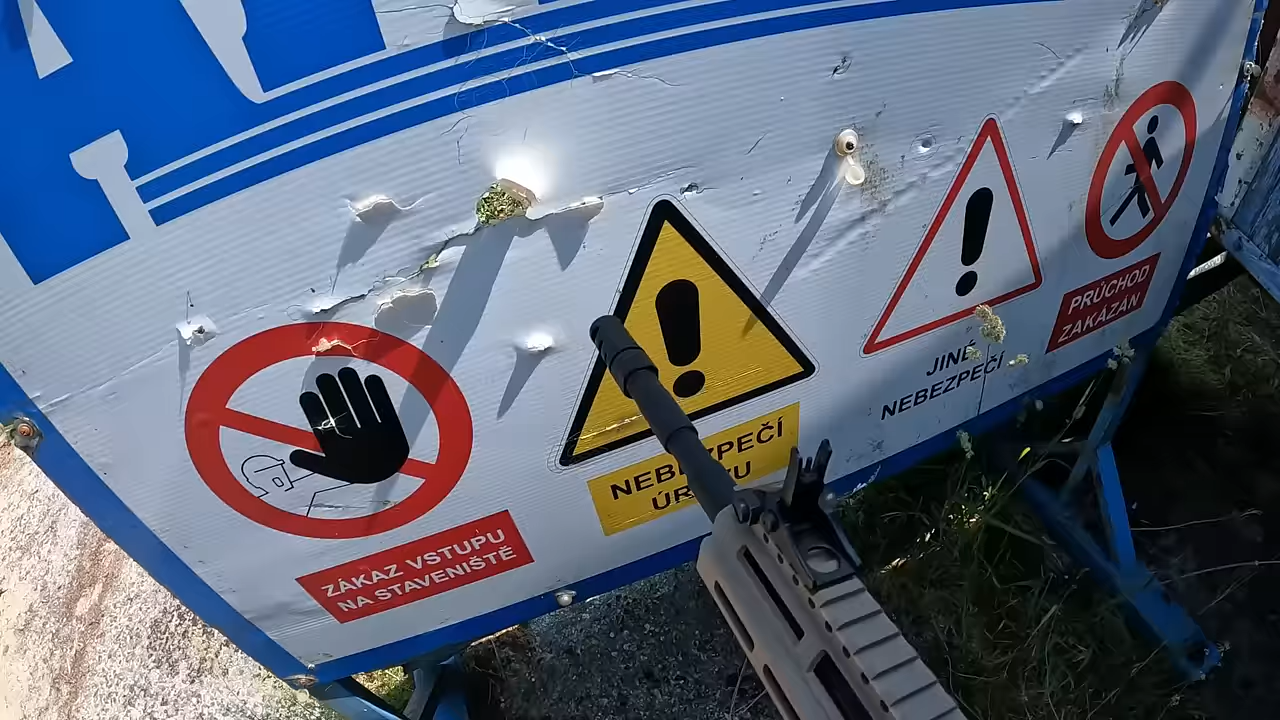 ZÁKAZ VSTUPU
NA STAVENIŠTĚ
NEBEZPEČÍ
JINÉ
NEBEZPEČÍ
PRŮCHOD
ZAKÁZÁN